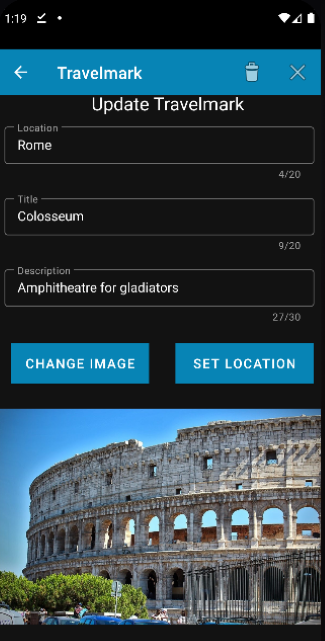 1:19
Travelmark
Update Travelmark
Location
Rome
4/20
Title
Colosseum
9/20
Description
Amphitheatre for gladiators
27/30
CHANGE IMAGE
SET LOCATION